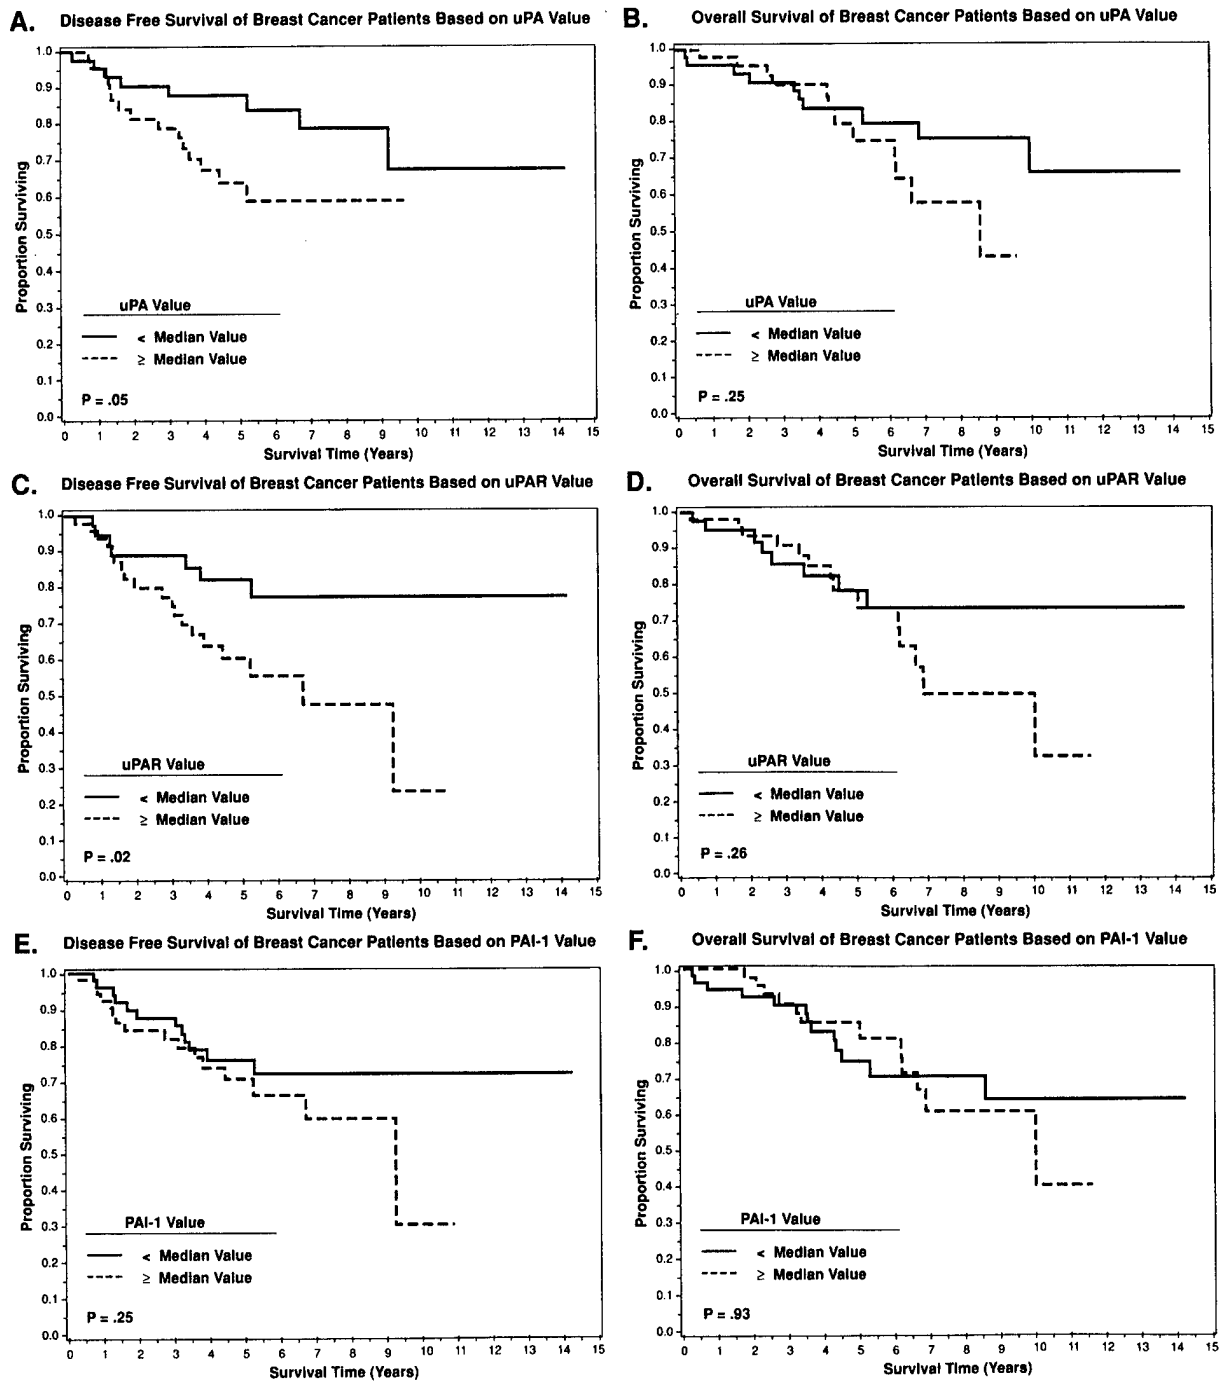 A. Disease Free Survival of Breast Cancer Patients Based on uPA Value
1.0
0.9
0.8
0.7
0.6
0.5
0.4
0.3
0.2
0.1
0.0
Proportion Surviving
uPA Value
< Median Value
≥ Median Value
P = .05
0 1 2 3 4 5 6 7 8 9 10 11 12 13 14 15
Survival Time (Years)
B. Overall Survival of Breast Cancer Patients Based on uPA Value
1.0
0.9
0.8
0.7
0.6
0.5
0.4
0.3
0.2
0.1
0.0
Proportion Surviving
uPA Value
< Median Value
≥ Median Value
P = .25
0 1 2 3 4 5 6 7 8 9 10 11 12 13 14 15
Survival Time (Years)
C. Disease Free Survival of Breast Cancer Patients Based on uPAR Value
1.0
0.9
0.8
0.7
0.6
0.5
0.4
0.3
0.2
0.1
0.0
Proportion Surviving
uPAR Value
< Median Value
≥ Median Value
P = .02
0 1 2 3 4 5 6 7 8 9 10 11 12 13 14 15
Survival Time (Years)
D. Overall Survival of Breast Cancer Patients Based on uPAR Value
1.0
0.9
0.8
0.7
0.6
0.5
0.4
0.3
0.2
0.1
0.0
Proportion Surviving
uPAR Value
< Median Value
≥ Median Value
P = .26
0 1 2 3 4 5 6 7 8 9 10 11 12 13 14 15
Survival Time (Years)
E. Disease Free Survival of Breast Cancer Patients Based on PAI-1 Value
1.0
0.9
0.8
0.7
0.6
0.5
0.4
0.3
0.2
0.1
0.0
Proportion Surviving
PAI-1 Value
< Median Value
≥ Median Value
P = .25
0 1 2 3 4 5 6 7 8 9 10 11 12 13 14 15
Survival Time (Years)
F. Overall Survival of Breast Cancer Patients Based on PAI-1 Value
1.0
0.9
0.8
0.7
0.6
0.5
0.4
0.3
0.2
0.1
0.0
Proportion Surviving
PAI-1 Value
< Median Value
≥ Median Value
P = .93
0 1 2 3 4 5 6 7 8 9 10 11 12 13 14 15
Survival Time (Years)